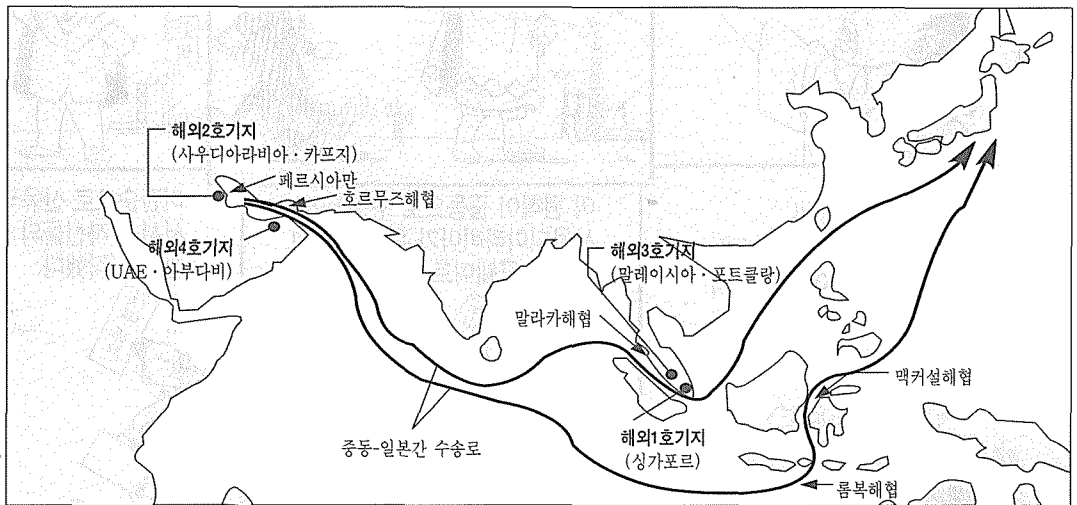 해외2호기지
(사우디아라비아·카프지)
페르시아만
호르무즈해협
해외4호기지
(UAE·아부다비)
해외3호기지
(말레이시아·포트클랑)
말라카해협
맥커설해협
중동-일본간 수송로
해외1호기지
(싱가포르)
롬복해협